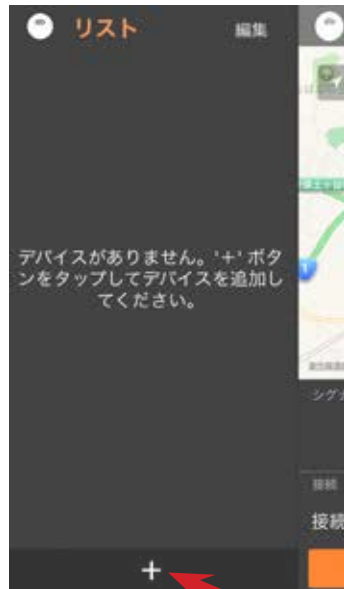 リスト
編集
デバイスがありません。'+' ボタ
ンをタップしてデバイスを追加し
てください。
+
接続
接続